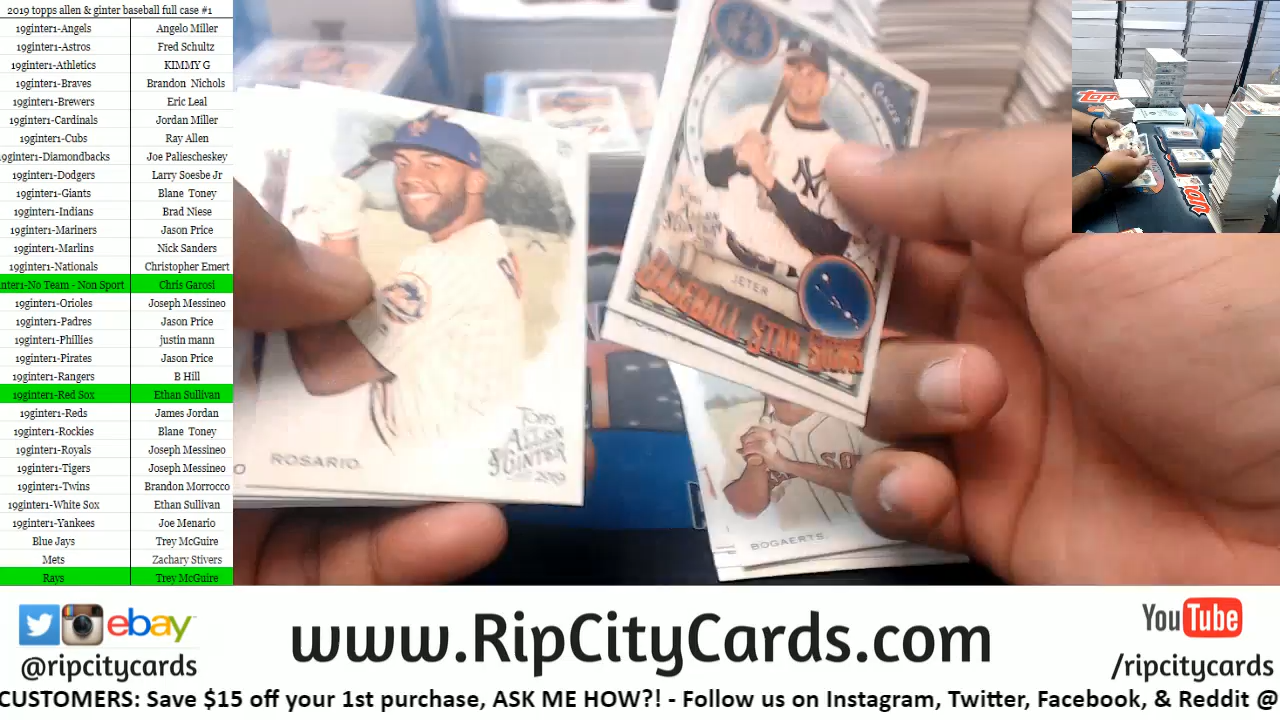 2019 topps allen & ginter baseball full case #1
19ginter1-Angels Angelo Miller
19ginter1-Astros Fred Schultz
19ginter1-Athletics KIMMY G
19ginter1-Braves Brandon Nichols
19ginter1-Brewers Eric Leal
19ginter1-Cardinals Jordan Miller
19ginter1-Cubs Ray Allen
19ginter1-Diamondbacks Joe Paliescheskey
19ginter1-Dodgers Larry Soesbe Jr
19ginter1-Giants Blane Toney
19ginter1-Indians Brad Niese
19ginter1-Mariners Jason Price
19ginter1-Marlins Nick Sanders
19ginter1-Nationals Christopher Emert
inter1-No Team - Non Sport Chris Garosi
19ginter1-Orioles Joseph Messineo
19ginter1-Padres Jason Price
19ginter1-Phillies justin mann
19ginter1-Pirates Jason Price
19ginter1-Rangers B Hill
19ginter1-Red Sox Ethan Sullivan
19ginter1-Reds James Jordan
19ginter1-Rockies Blane Toney
19ginter1-Royals Joseph Messineo
19ginter1-Tigers Joseph Messineo
19ginter1-Twins Brandon Morrocco
19ginter1-White Sox Ethan Sullivan
19ginter1-Yankees Joe Menario
Blue Jays Trey McGuire
Mets Zachary Stivers
Rays Trey McGuire
CANCER
JETER
BASEBALL STAR SIGNS
ROSARIO
TOPPS
ALLEN
& GINTER
2019
BOGAERTS
Topps
ebay
@ripcitycards
www.RipCityCards.com
YouTube
/ripcitycards
CUSTOMERS: Save $15 off your 1st purchase, ASK ME HOW?! - Follow us on Instagram, Twitter, Facebook, & Reddit @